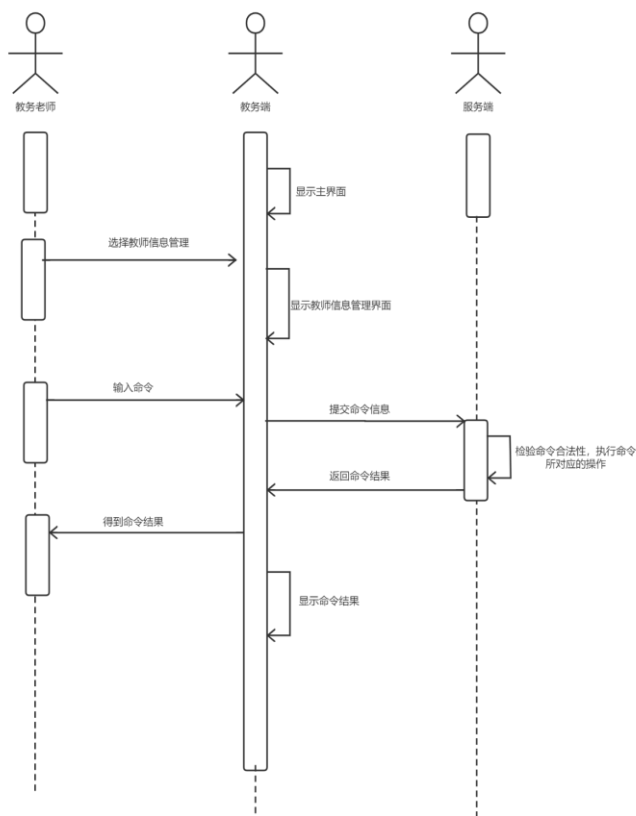 教务老师
教务端
服务端
显示主界面
选择教师信息管理
显示教师信息管理界面
输入命令
提交命令信息
检验命令合法性，执行命令
所对应的操作
返回命令结果
得到命令结果
显示命令结果